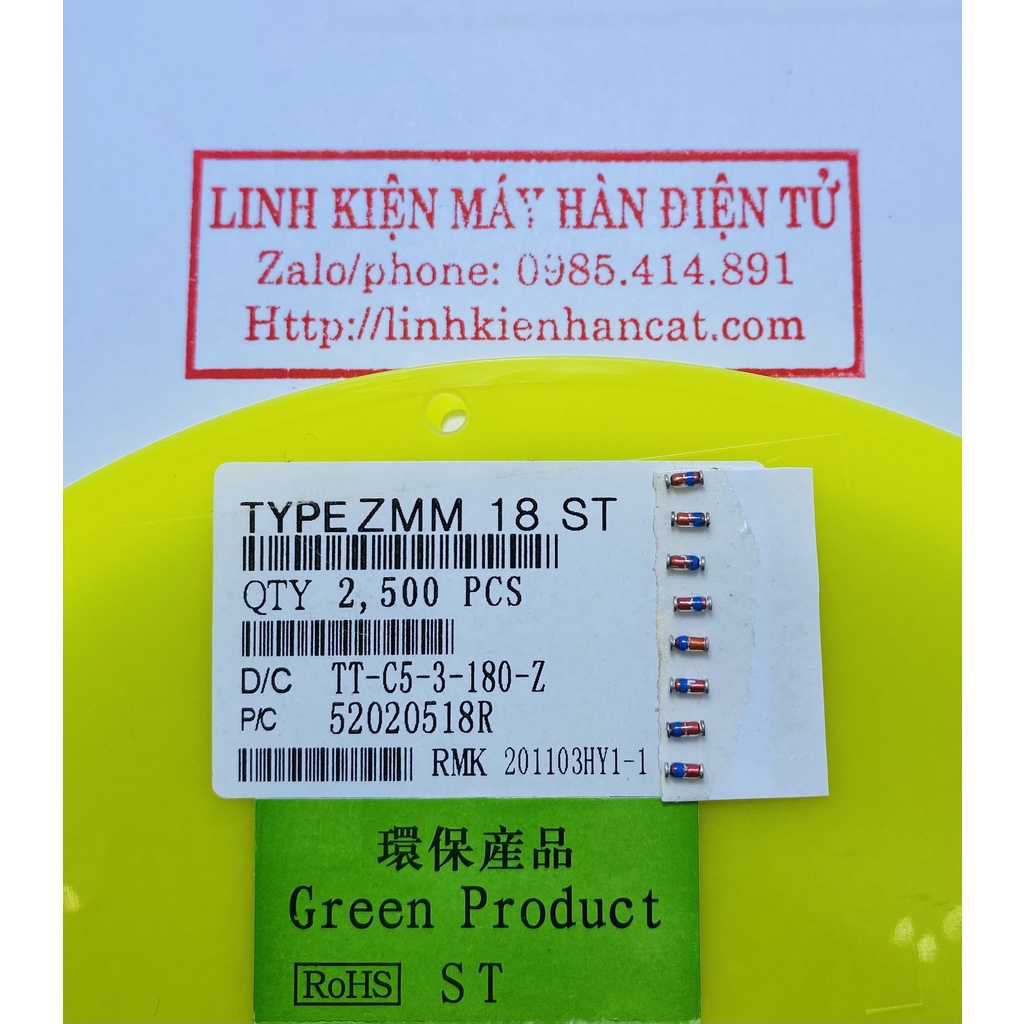 LINH KIỆN MÁY HÀN ĐIỆN TỬ
Zalo/phone: 0985.414.891
Http://linhkienhancat.com
TYPE ZMM 18 ST
QTY 2,500 PCS
D/C TT-C5-3-180-Z
P/C 52020518R
RMK 201103HY1-1
環保産品
Green Product
RoHS ST